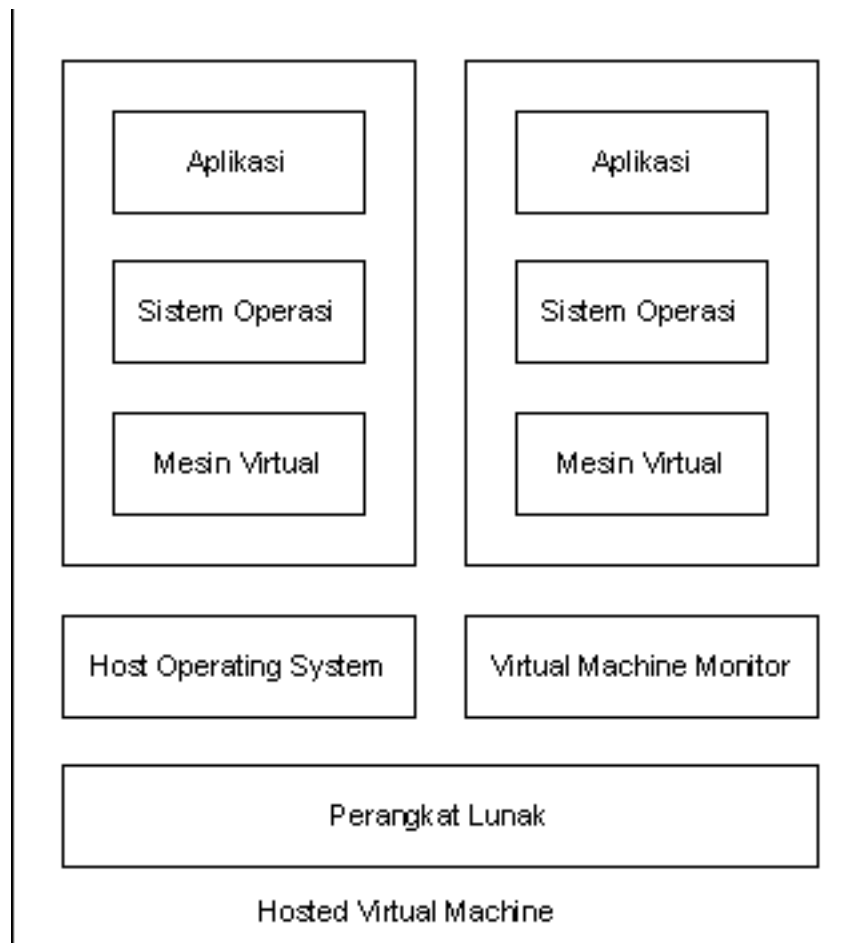 Aplikasi
Aplikasi
Sistem Operasi
Sistem Operasi
Mesin Virtual
Mesin Virtual
Host Operating System
Virtual Machine Monitor
Perangkat Lunak
Hosted Virtual Machine